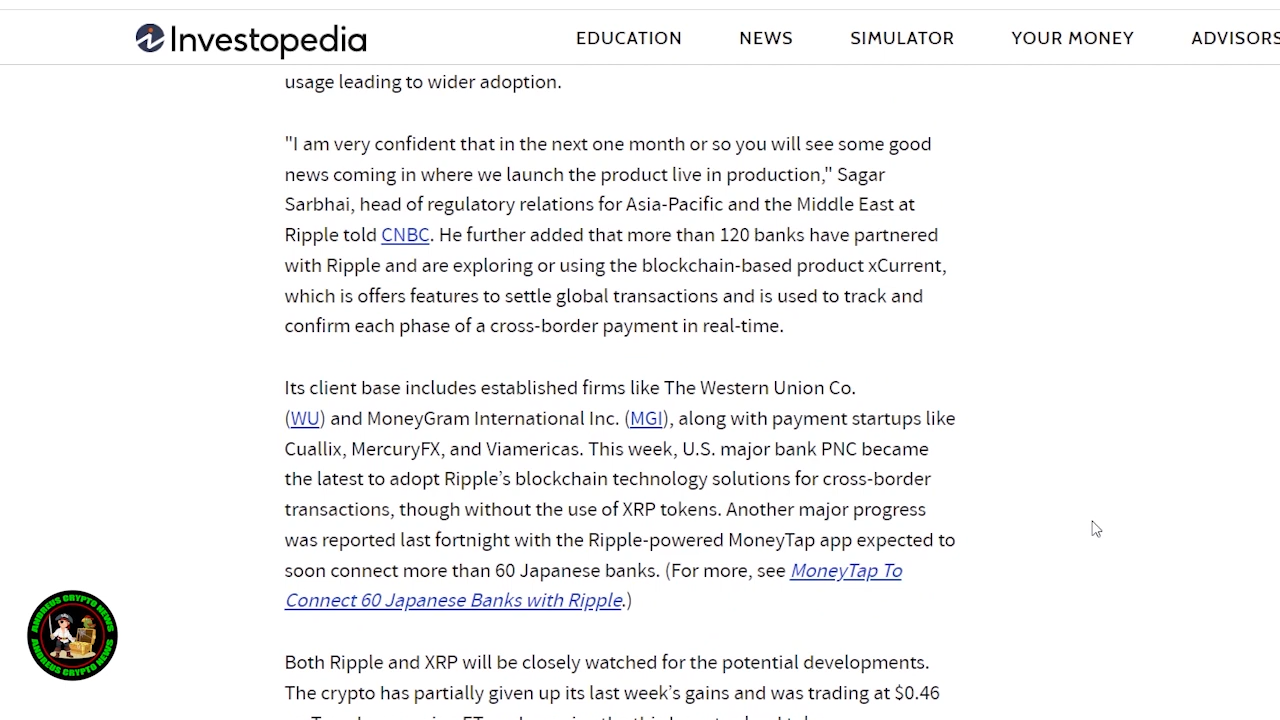 Investopedia
EDUCATION NEWS SIMULATOR YOUR MONEY ADVISORS
usage leading to wider adoption.
"I am very confident that in the next one month or so you will see some good
news coming in where we launch the product live in production," Sagar
Sarbhai, head of regulatory relations for Asia-Pacific and the Middle East at
Ripple told CNBC. He further added that more than 120 banks have partnered
with Ripple and are exploring or using the blockchain-based product xCurrent,
which is offers features to settle global transactions and is used to track and
confirm each phase of a cross-border payment in real-time.
Its client base includes established firms like The Western Union Co.
(WU) and MoneyGram International Inc. (MGI), along with payment startups like
Cuallix, MercuryFX, and Viamericas. This week, U.S. major bank PNC became
the latest to adopt Ripple’s blockchain technology solutions for cross-border
transactions, though without the use of XRP tokens. Another major progress
was reported last fortnight with the Ripple-powered MoneyTap app expected to
soon connect more than 60 Japanese banks. (For more, see MoneyTap To
Connect 60 Japanese Banks with Ripple.)
ANDREUS CRYPTO NEWS
ANDREUS CRYPTO NEWS
Both Ripple and XRP will be closely watched for the potential developments.
The crypto has partially given up its last week’s gains and was trading at $0.46